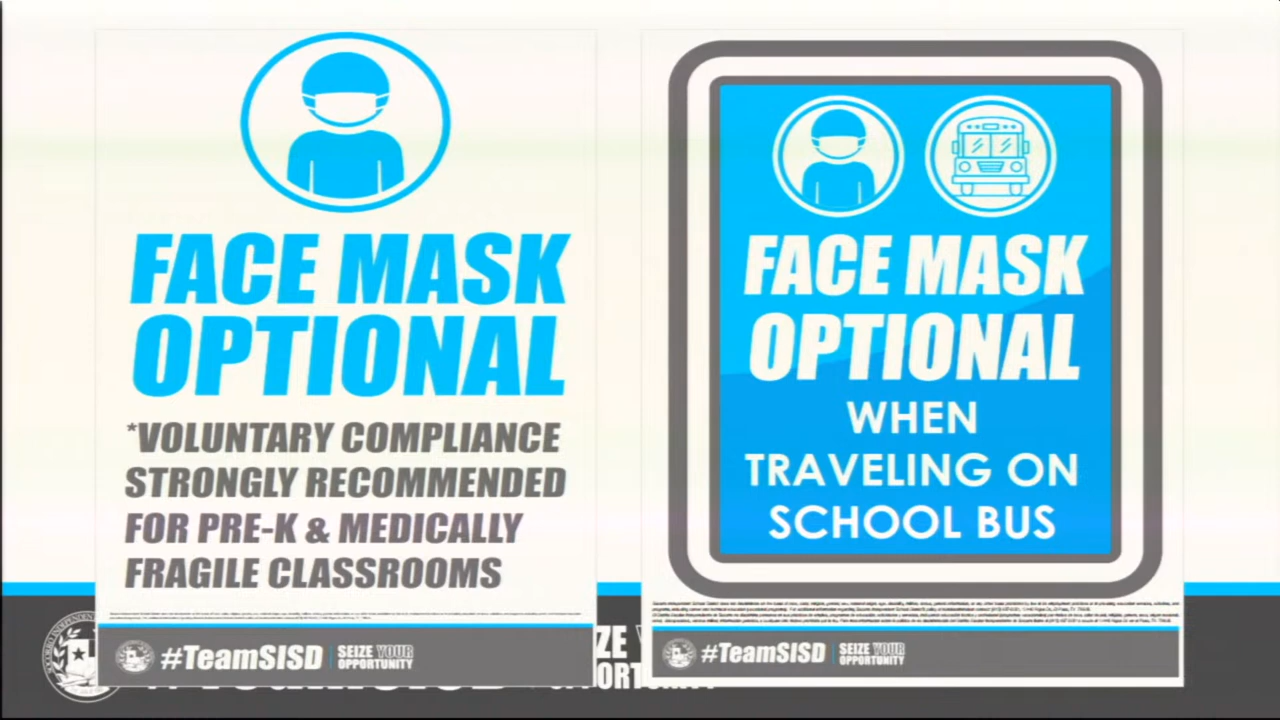 FACE MASK
OPTIONAL
*VOLUNTARY COMPLIANCE
STRONGLY RECOMMENDED
FOR PRE-K & MEDICALLY
FRAGILE CLASSROOMS
#TeamSISD
SEIZE YOUR
OPPORTUNITY
FACE MASK
OPTIONAL
WHEN
TRAVELING ON
SCHOOL BUS
#TeamSISD
SEIZE YOUR
OPPORTUNITY